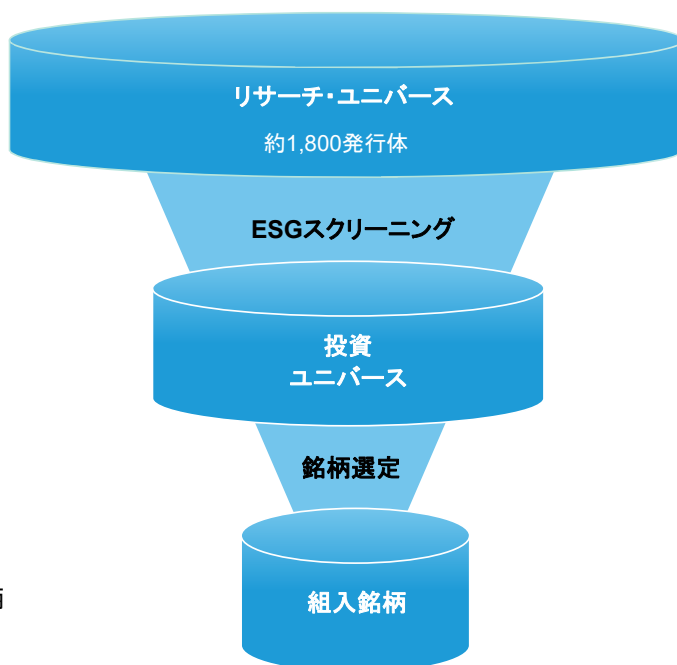 リサーチ・ユニバース
約1,800発行体
ESGスクリーニング
投資
ユニバース
銘柄選定
組入銘柄